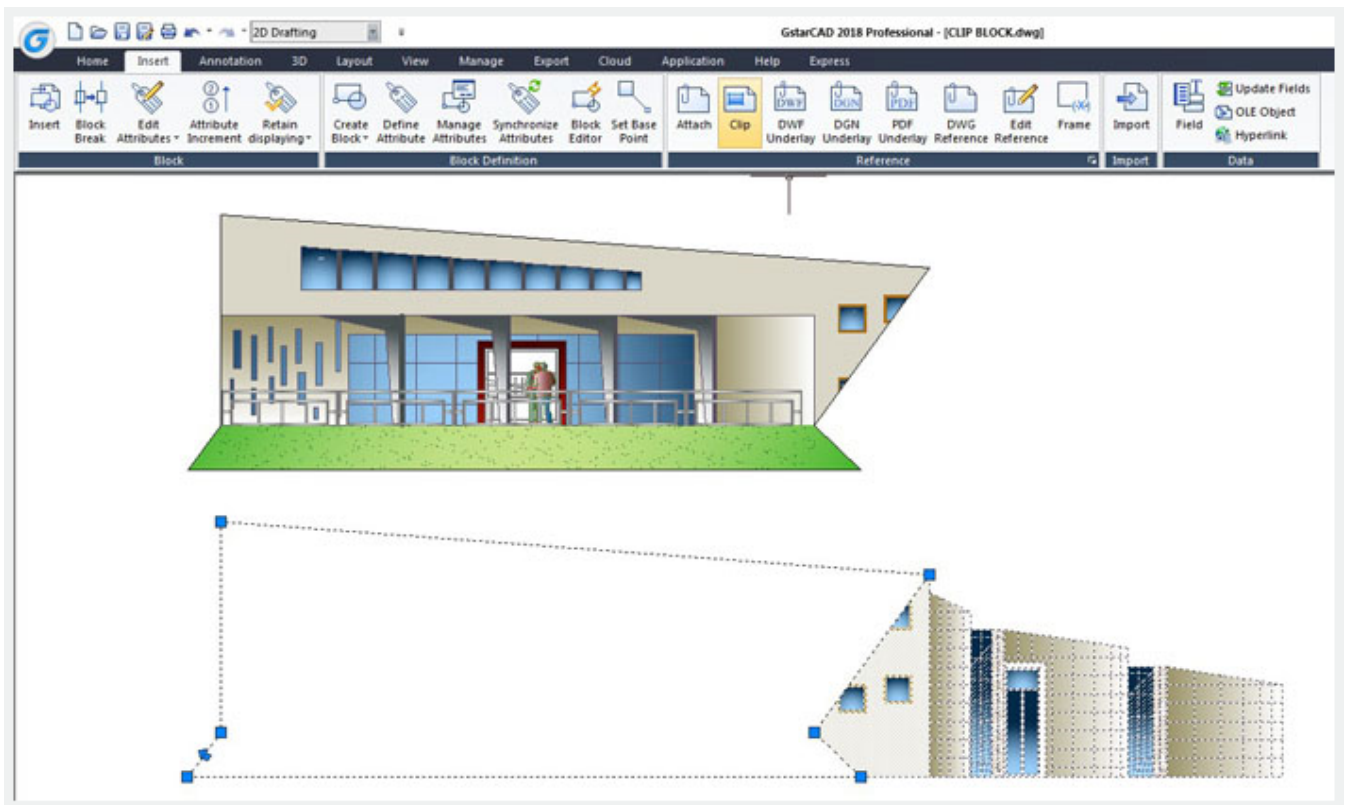 2D Drafting
GstarCAD 2018 Professional - [CLIP BLOCK.dwg]
Home Insert Annotation 3D Layout View Manage Export Cloud Application Help Express
Insert Block Break Edit Attributes Attribute Increment Retain displaying Create Block Define Attribute Manage Attributes Synchronize Attributes Block Editor Set Base Point Attach Clip DWF Underlay DGN Underlay PDF Underlay DWG Reference Edit Reference Frame Import Field
Update Fields
OLE Object
Hyperlink
Block Block Definition Reference Import Data